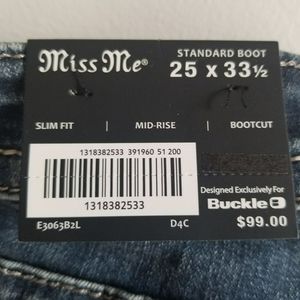 Miss Me®
STANDARD BOOT
25 x 33½
SLIM FIT | MID-RISE | BOOTCUT
1318382533 391960 51 200
1318382533
Designed Exclusively For
Buckle B
E3063B2L
D4C
$99.00